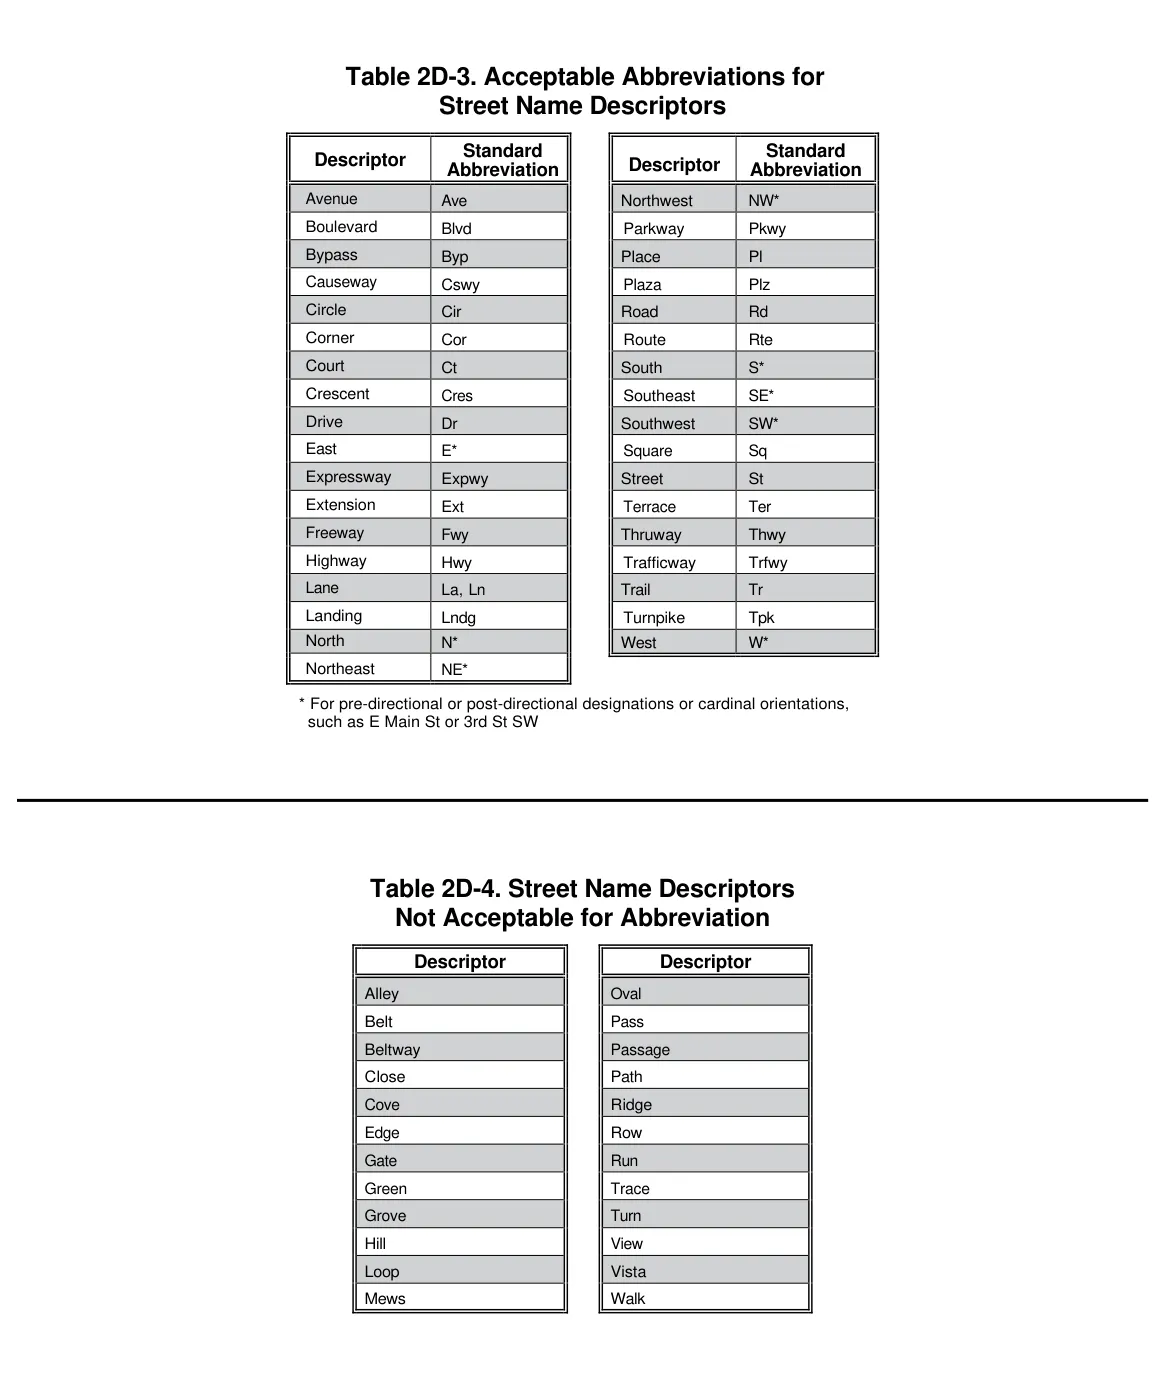 Table 2D-3. Acceptable Abbreviations for
Street Name Descriptors
Descriptor Standard Abbreviation
Avenue Ave
Boulevard Blvd
Bypass Byp
Causeway Cswy
Circle Cir
Corner Cor
Court Ct
Crescent Cres
Drive Dr
East E*
Expressway Expwy
Extension Ext
Freeway Fwy
Highway Hwy
Lane La, Ln
Landing Lndg
North N*
Northeast NE*
Descriptor Standard Abbreviation
Northwest NW*
Parkway Pkwy
Place Pl
Plaza Plz
Road Rd
Route Rte
South S*
Southeast SE*
Southwest SW*
Square Sq
Street St
Terrace Ter
Thruway Thwy
Trafficway Trfwy
Trail Tr
Turnpike Tpk
West W*
* For pre-directional or post-directional designations or cardinal orientations,
such as E Main St or 3rd St SW
Table 2D-4. Street Name Descriptors
Not Acceptable for Abbreviation
Descriptor
Alley
Belt
Beltway
Close
Cove
Edge
Gate
Green
Grove
Hill
Loop
Mews
Descriptor
Oval
Pass
Passage
Path
Ridge
Row
Run
Trace
Turn
View
Vista
Walk